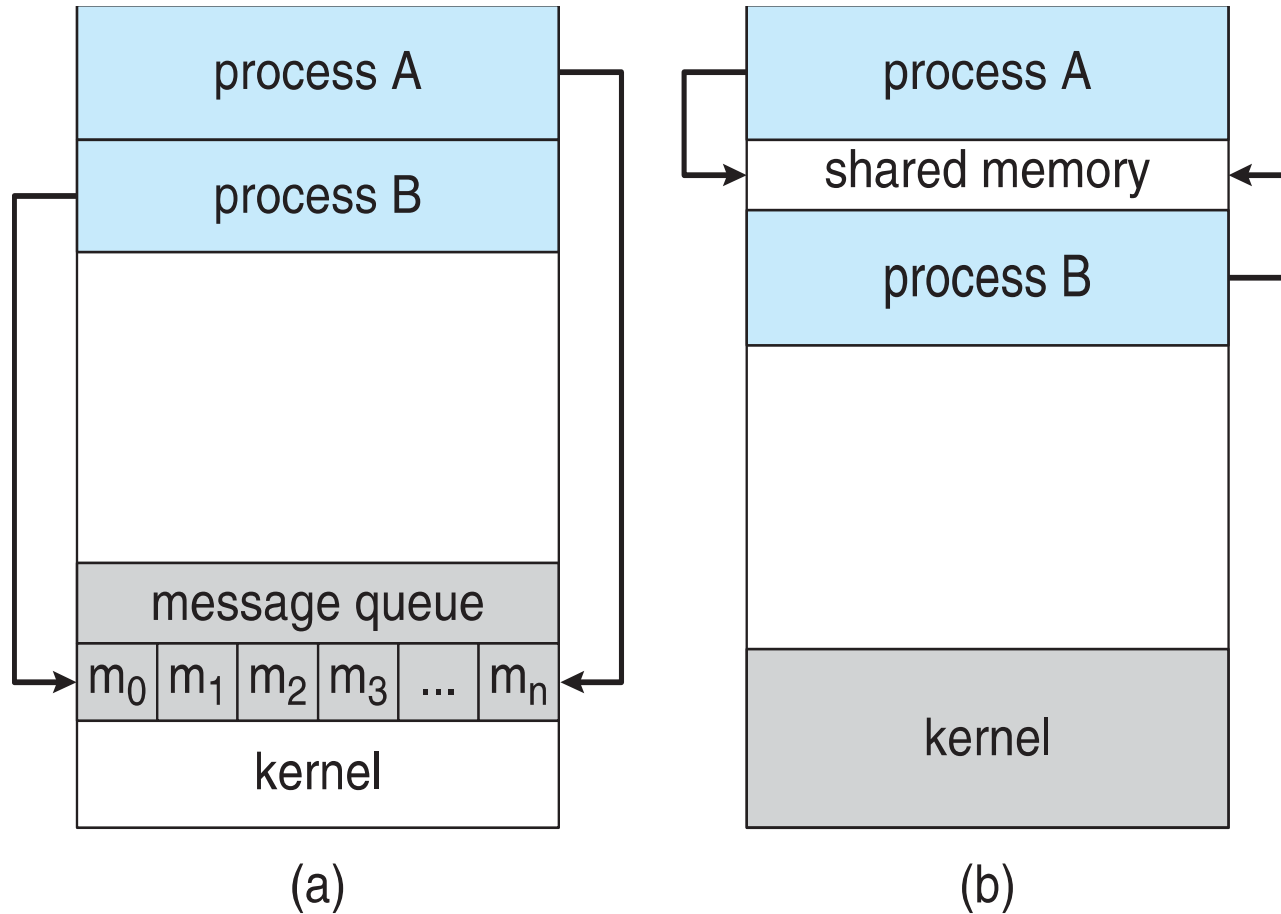 process A
process B
message queue
m0 m1 m2 m3 ... mn
kernel
(a)
process A
shared memory
process B
kernel
(b)